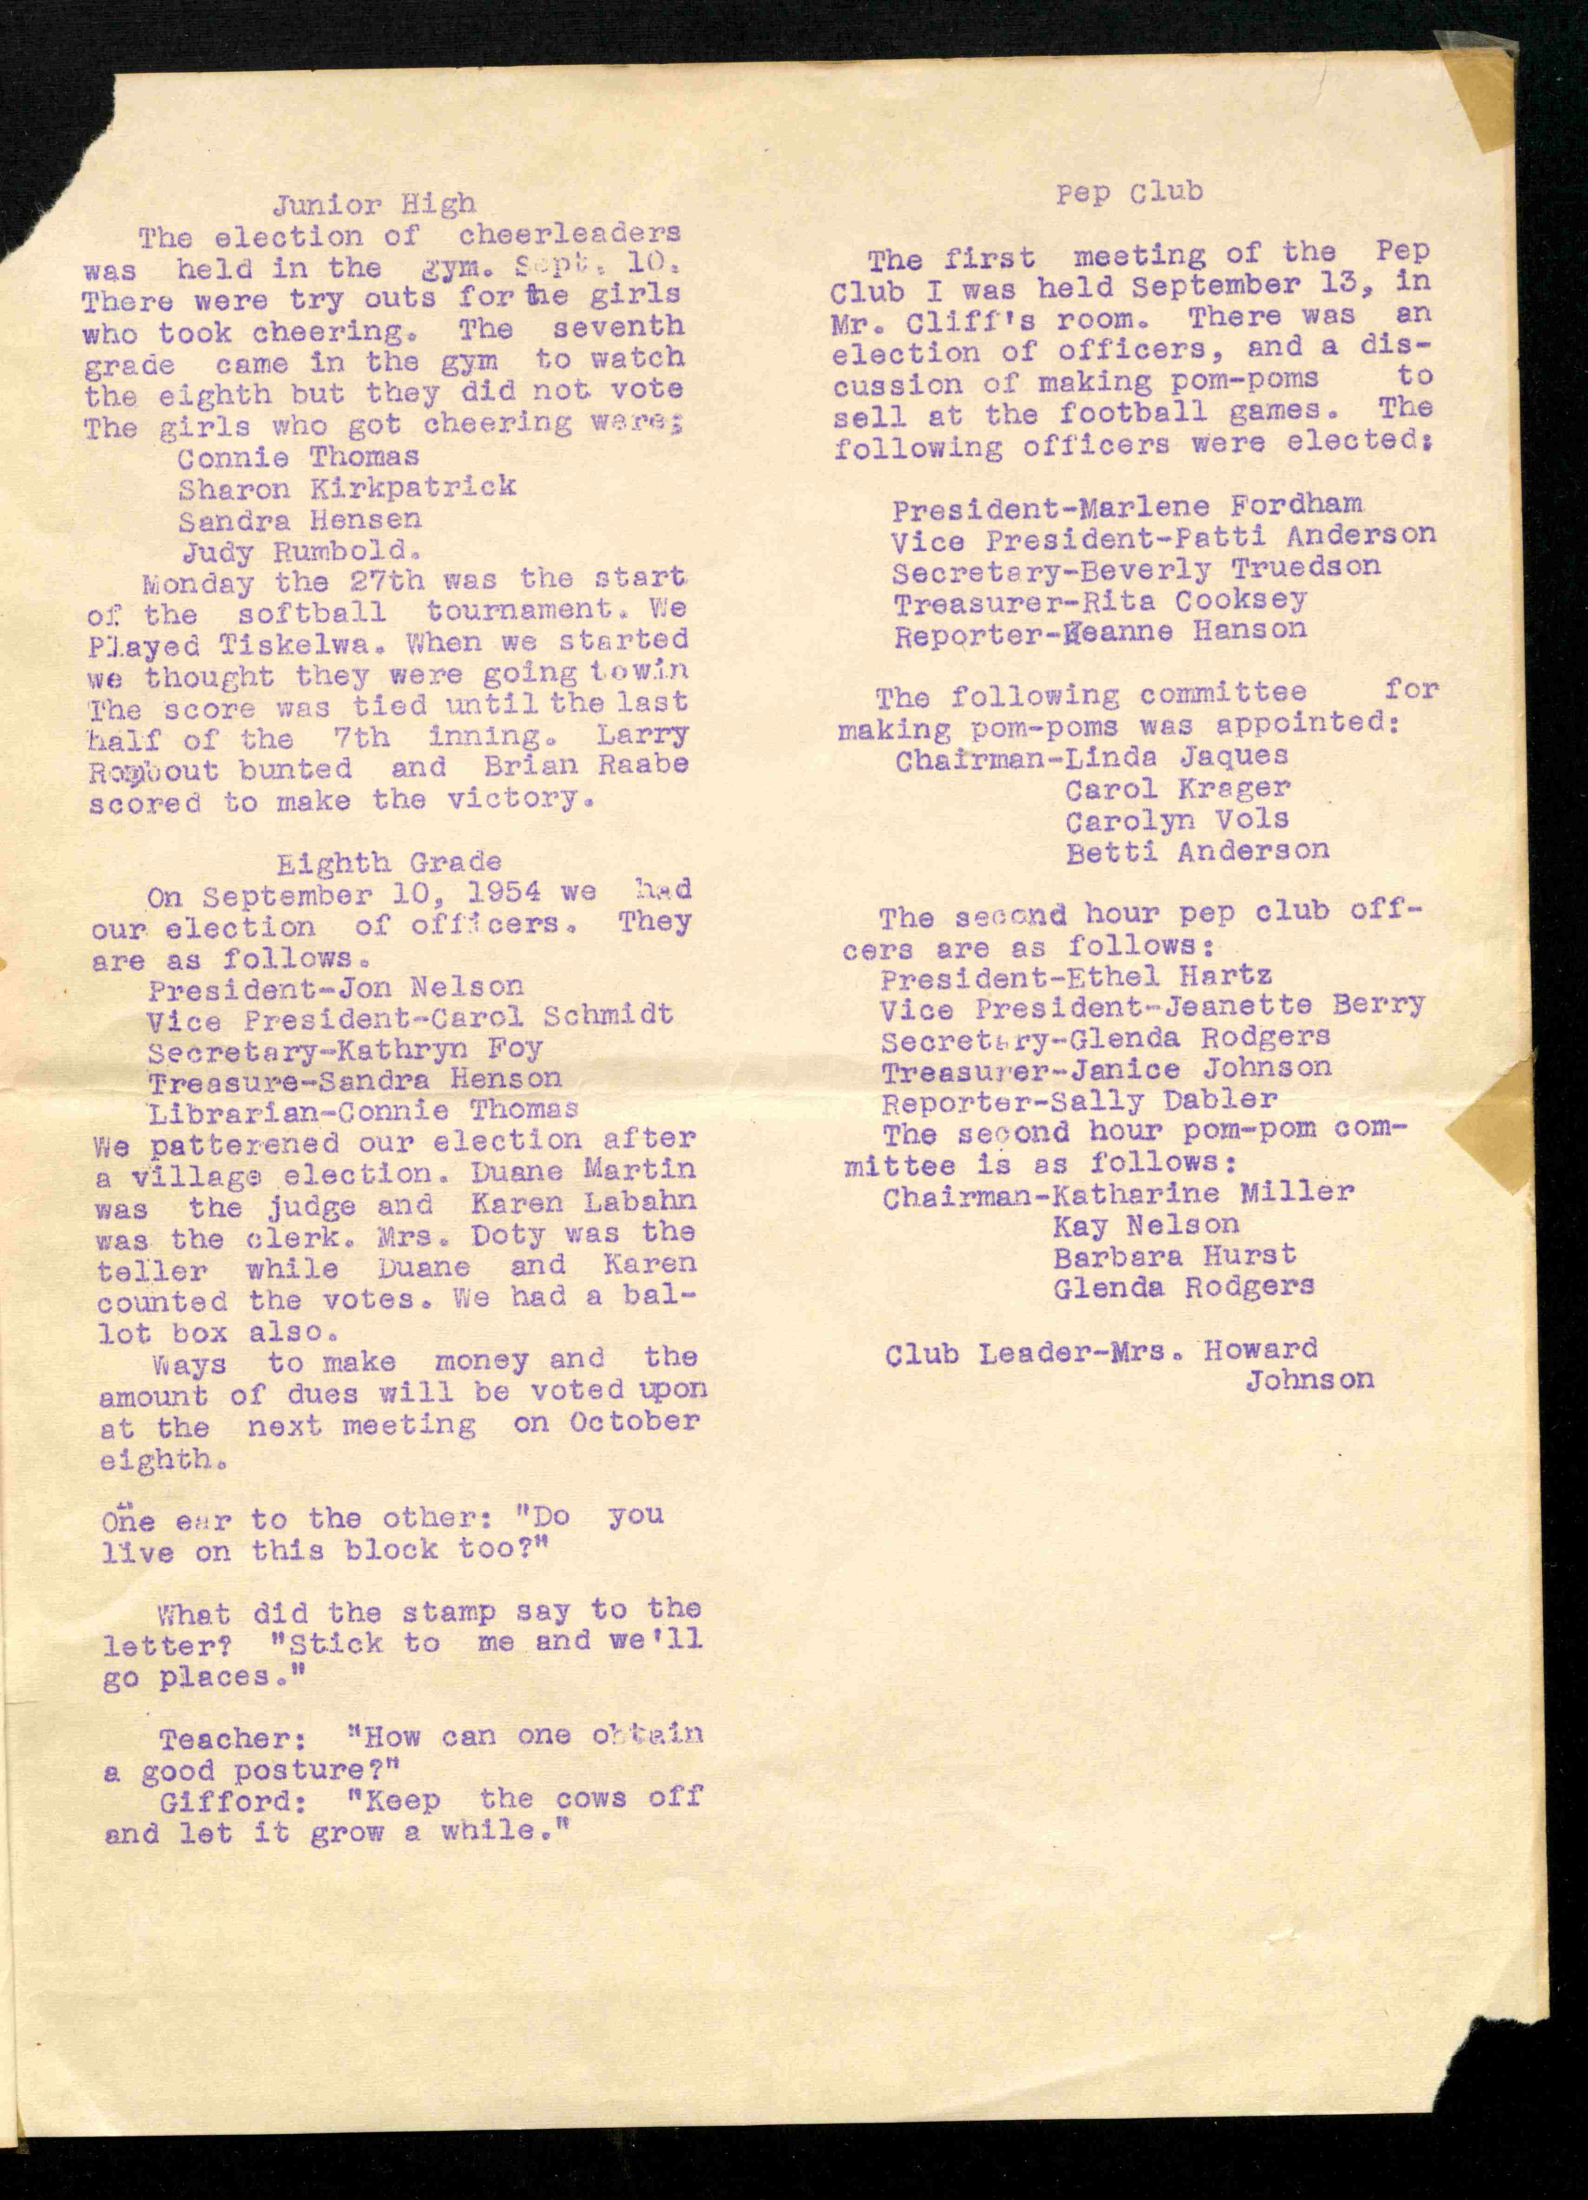 Junior High
The election of cheerleaders
was held in the gym. Sept. 10.
There were try outs for the girls
who took cheering. The seventh
grade came in the gym to watch
the eighth but they did not vote
The girls who got cheering were;
Connie Thomas
Sharon Kirkpatrick
Sandra Hensen
Judy Rumbold.
Monday the 27th was the start
of the softball tournament. We
Played Tiskelwa. When we started
we thought they were going to win
The score was tied until the last
half of the 7th inning. Larry
Rombout bunted and Brian Raabe
scored to make the victory.
Eighth Grade
On September 10, 1954 we had
our election of officers. They
are as follows.
President-Jon Nelson
Vice President-Carol Schmidt
Secretary-Kathryn Foy
Treasure-Sandra Henson
Librarian-Connie Thomas
We patterened our election after
a village election. Duane Martin
was the judge and Karen Labahn
was the clerk. Mrs. Doty was the
teller while Duane and Karen
counted the votes. We had a bal-
lot box also.
Ways to make money and the
amount of dues will be voted upon
at the next meeting on October
eighth.
One ear to the other: "Do you
live on this block too?"
What did the stamp say to the
letter? "Stick to me and we'll
go places."
Teacher: "How can one obtain
a good posture?"
Gifford: "Keep the cows off
and let it grow a while."
Pep Club
The first meeting of the Pep
Club I was held September 13, in
Mr. Cliff's room. There was an
election of officers, and a dis-
cussion of making pom-poms to
sell at the football games. The
following officers were elected:
President-Marlene Fordham
Vice President-Patti Anderson
Secretary-Beverly Truedson
Treasurer-Rita Cooksey
Reporter- Hanson
The following committee for
making pom-poms was appointed:
Chairman-Linda Jaques
Carol Krager
Carolyn Vols
Betti Anderson
The second hour pep club off-
cers are as follows:
President-Ethel Hartz
Vice President-Jeanette Berry
Secretary-Glenda Rodgers
Treasurer-Janice Johnson
Reporter-Sally Dabler
The second hour pom-pom com-
mittee is as follows:
Chairman-Katharine Miller
Kay Nelson
Barbara Hurst
Glenda Rodgers
Club Leader-Mrs. Howard
Johnson